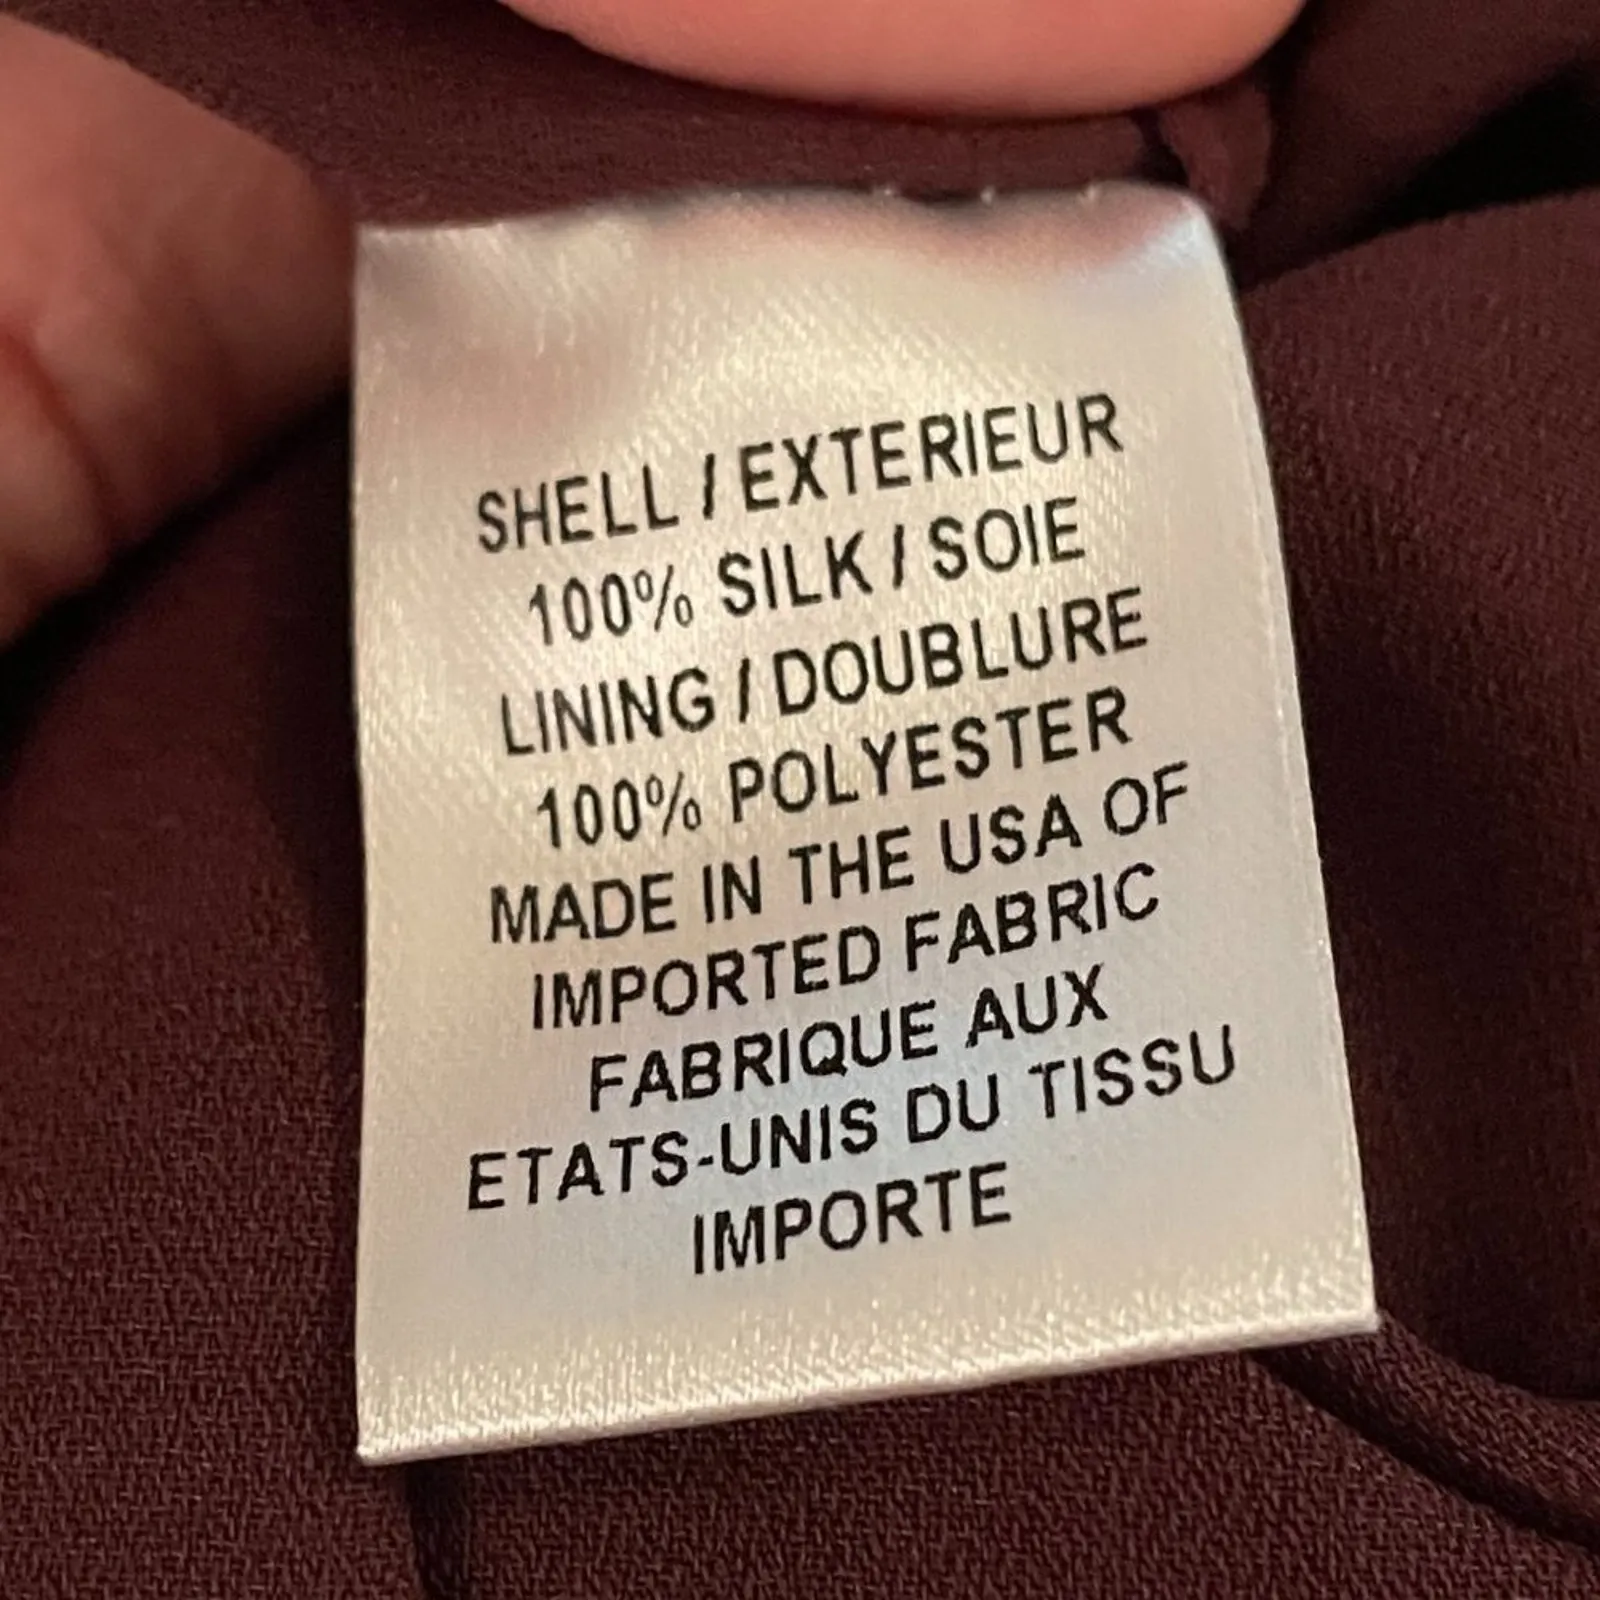 SHELL / EXTERIEUR
100% SILK / SOIE
LINING / DOUBLURE
100% POLYESTER
MADE IN THE USA OF
IMPORTED FABRIC
FABRIQUE AUX
ETATS-UNIS DU TISSU
IMPORTE